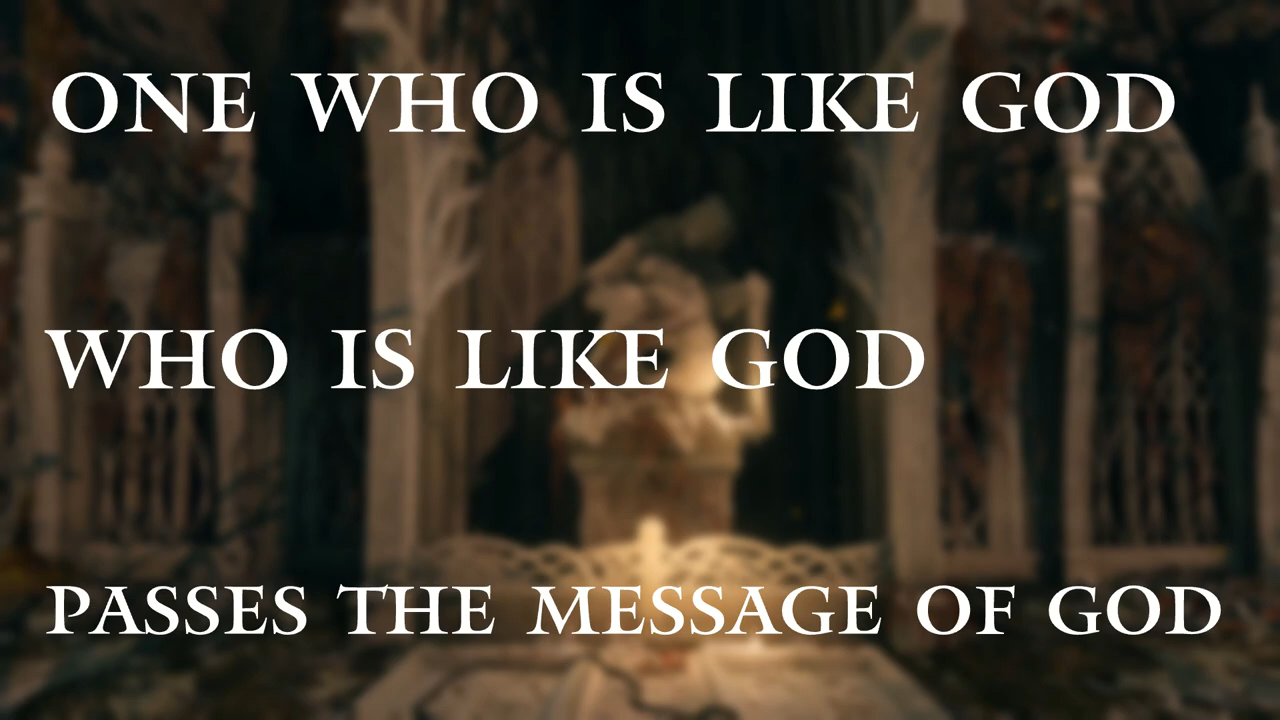 ONE WHO IS LIKE GOD
WHO IS LIKE GOD
PASSES THE MESSAGE OF GOD